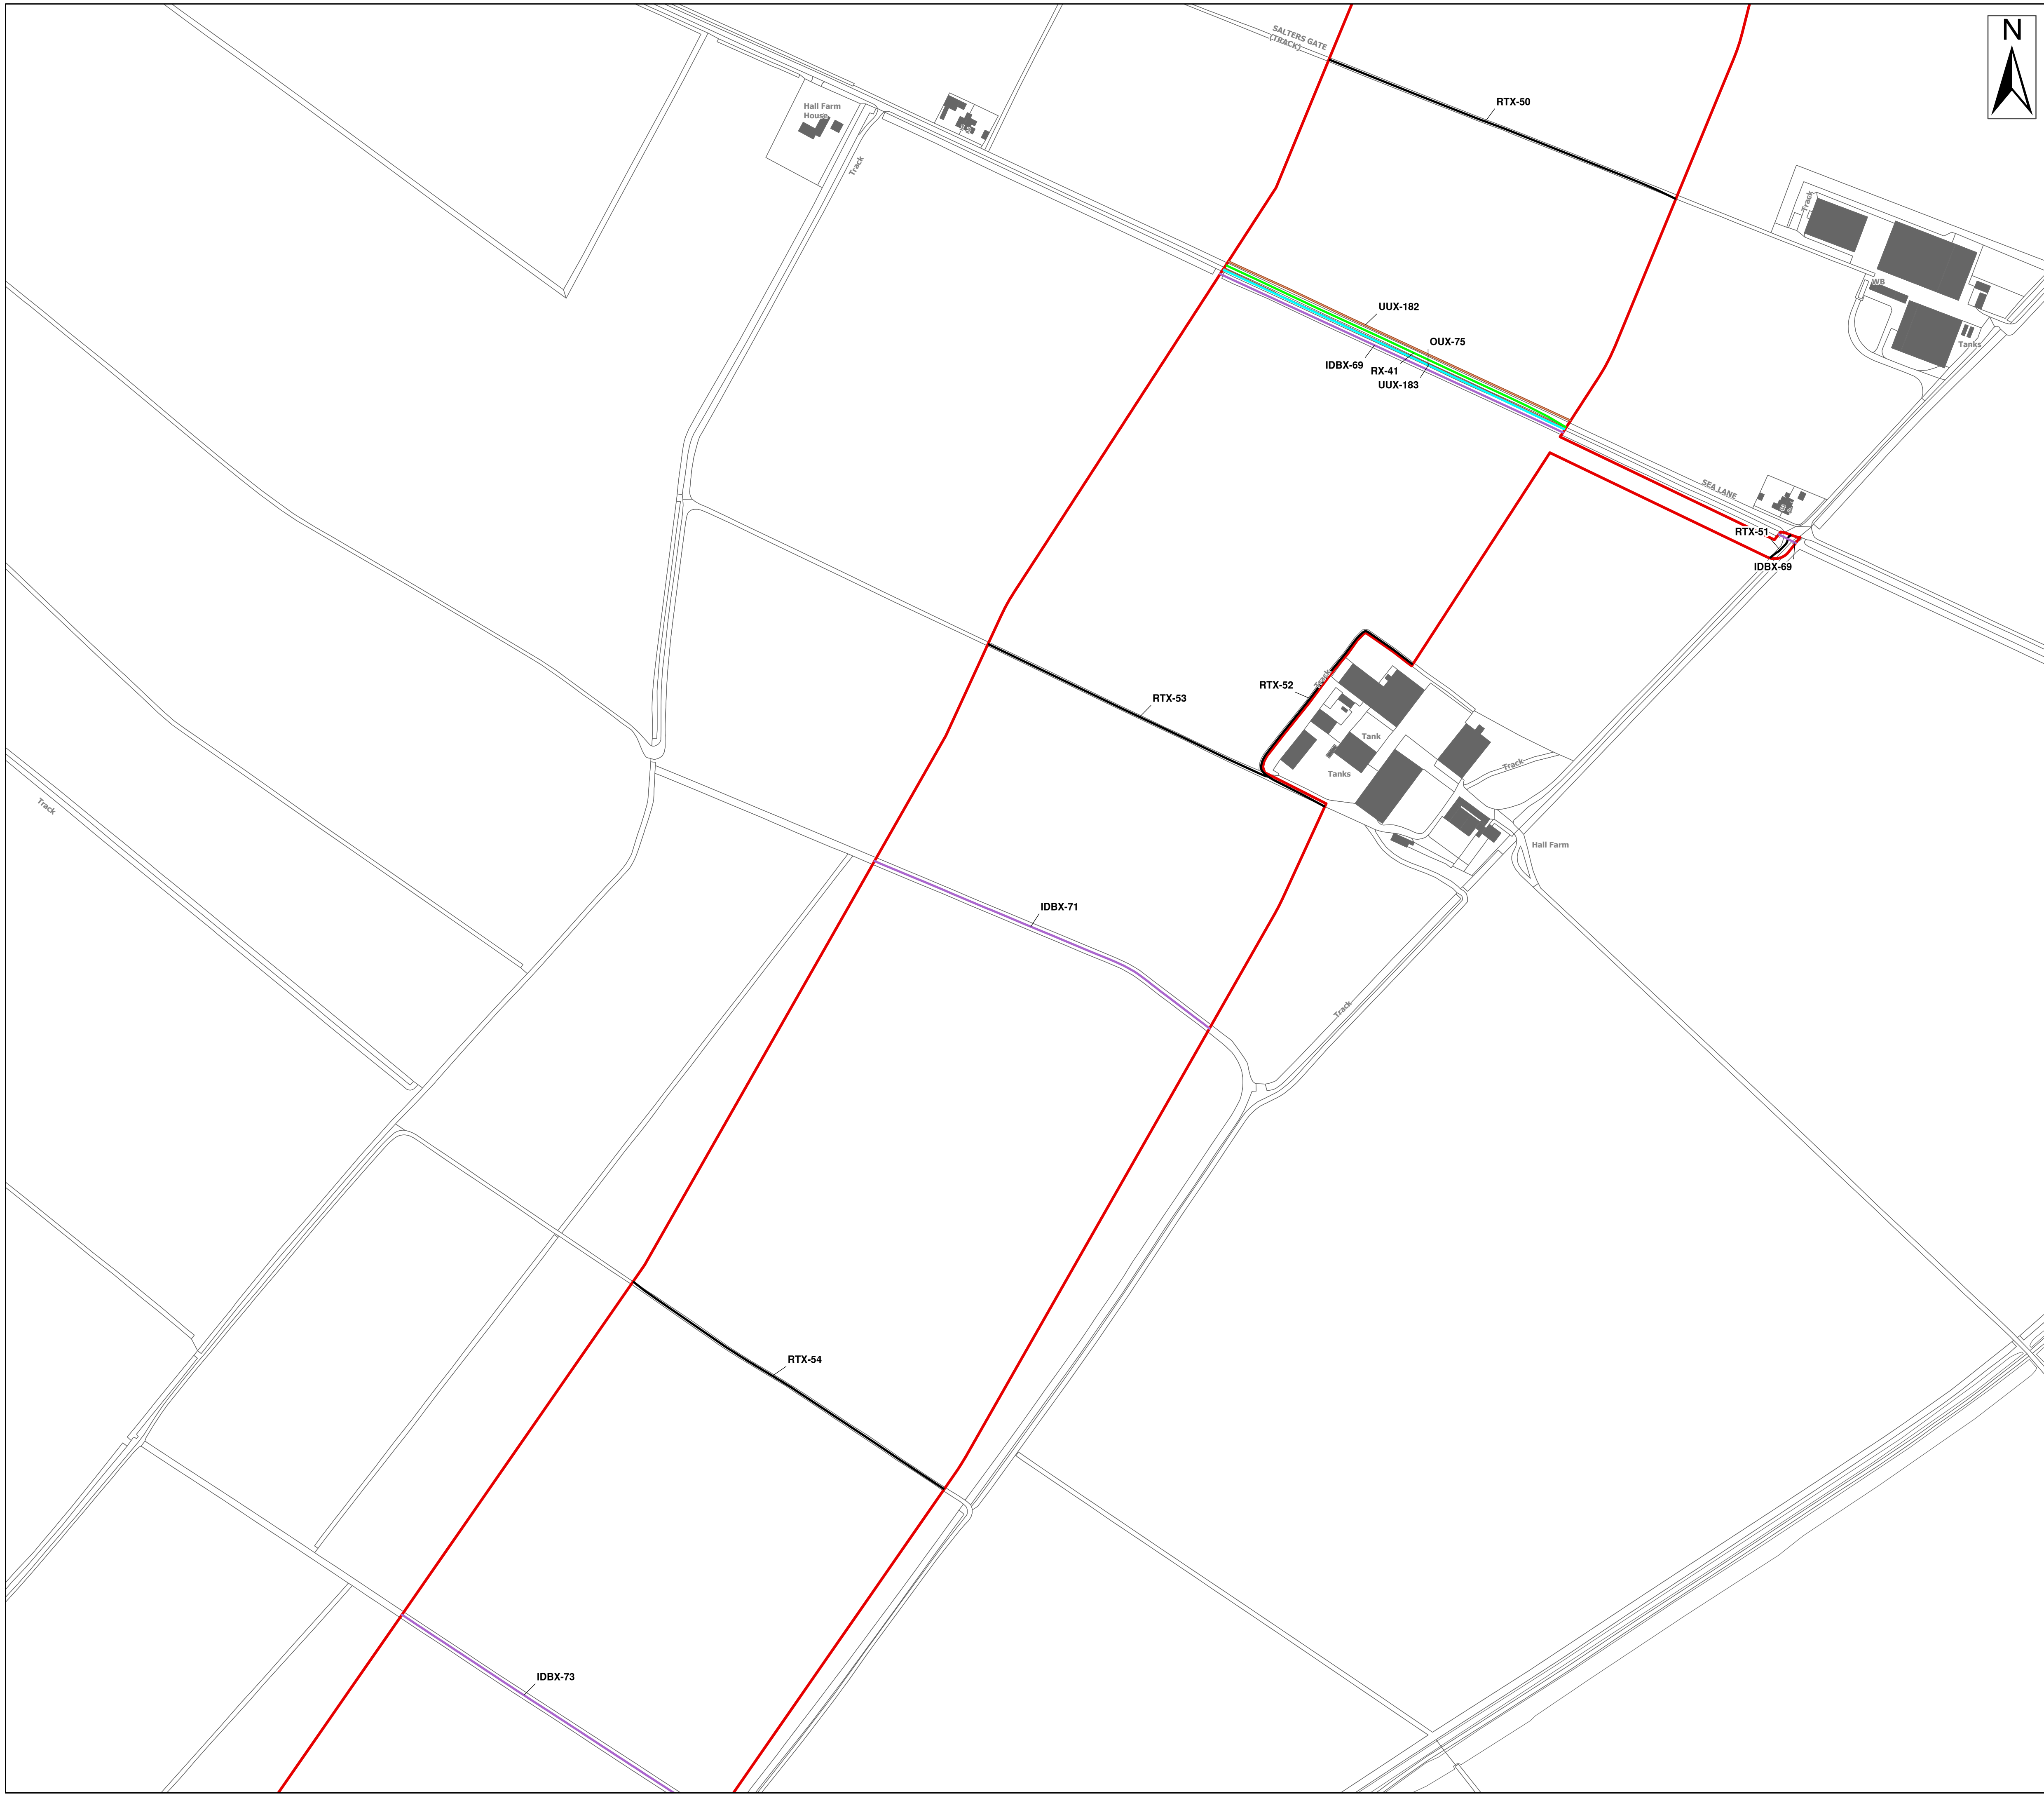 N
SALTERS GATE
(TRACK)
RTX-50
Hall Farm
House
Track
Track
WB
UUX-182
OUX-75
Tanks
IDBX-69
RX-41
UUX-183
SEA LANE
RTX-51
IDBX-69
Track
RTX-52
RTX-53
Tank
Track
Tanks
Track
Hall Farm
IDBX-71
Track
RTX-54
IDBX-73